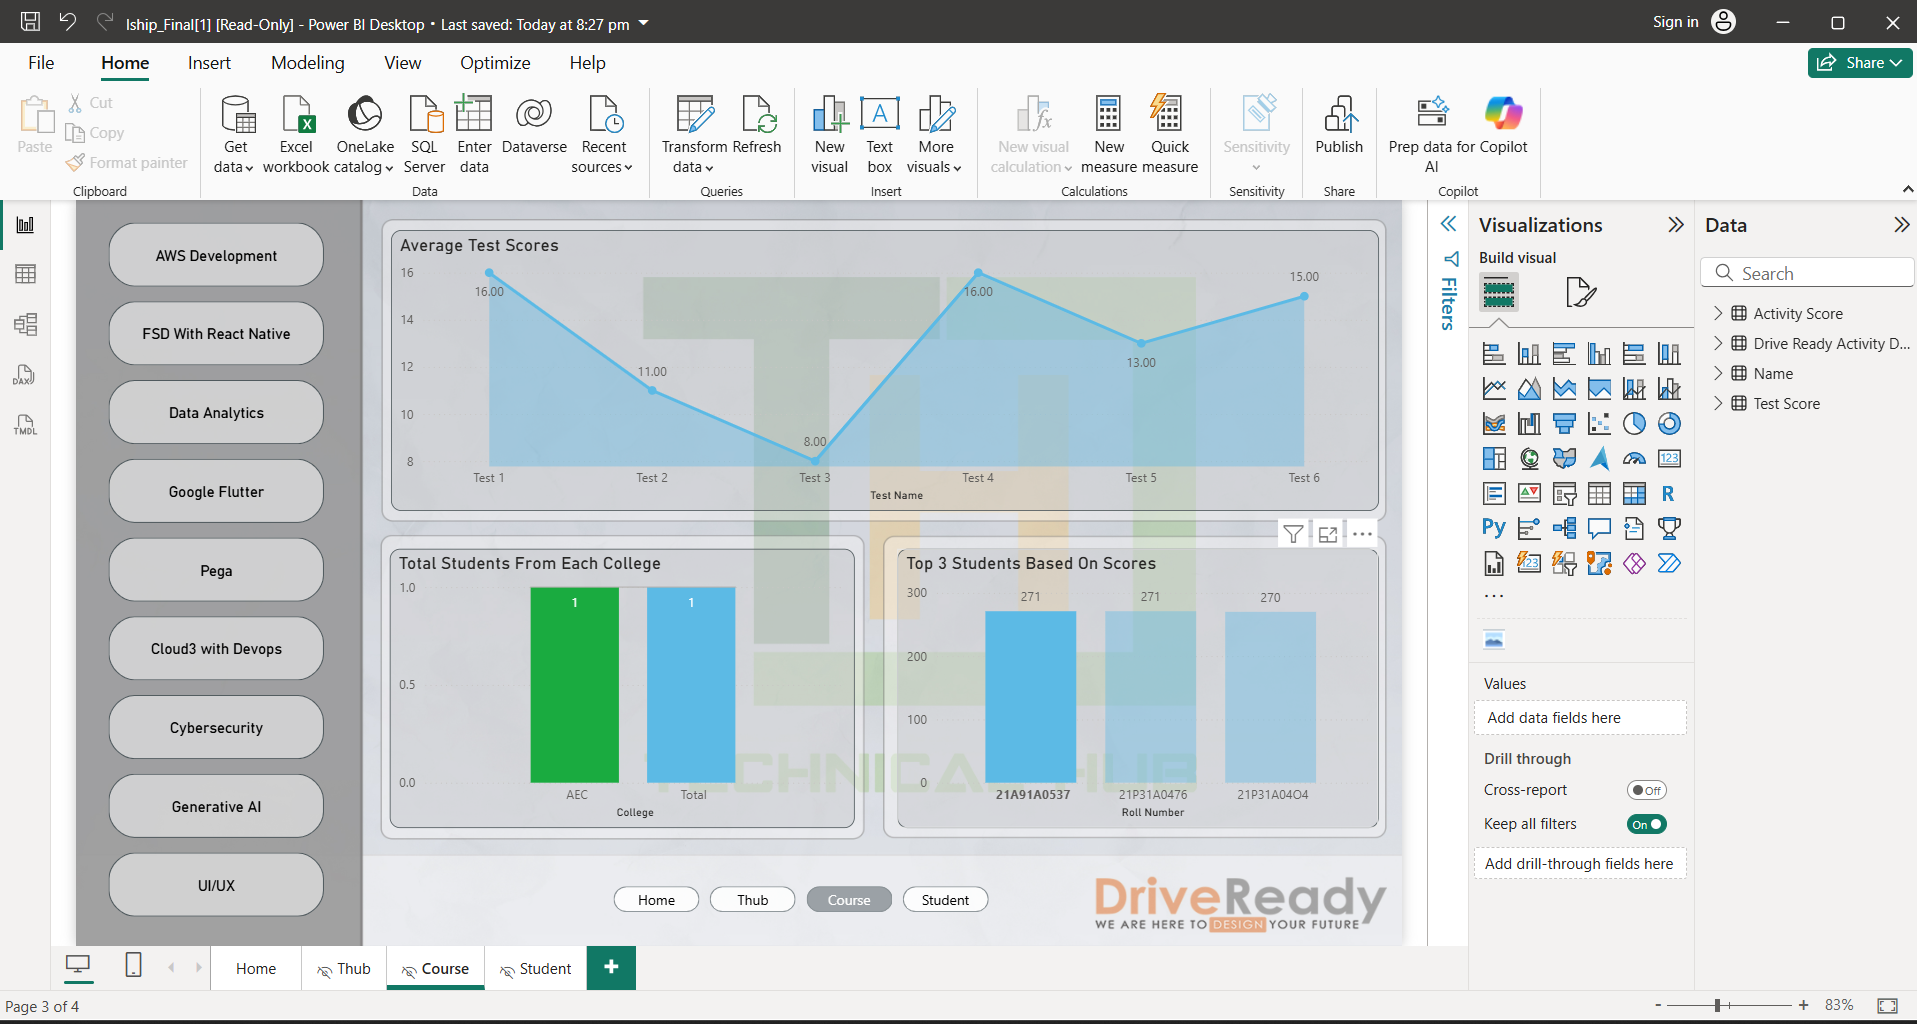 Iship_Final[1] [Read-Only] - Power BI Desktop • Last saved: Today at 8:27 pm
Sign in
File
Home
Insert
Modeling
View
Optimize
Help
Share
Paste
Cut
Copy
Format painter
Clipboard
Get data
Excel workbook
OneLake catalog
SQL Server
Enter data
Dataverse
Recent sources
Data
Transform data
Refresh
Queries
New visual
Text box
More visuals
Insert
New visual calculation
New measure
Quick measure
Calculations
Sensitivity
Sensitivity
Publish
Share
Prep data for AI
Copilot
Copilot
DAX
TMDL
AWS Development
FSD With React Native
Data Analytics
Google Flutter
Pega
Cloud3 with Devops
Cybersecurity
Generative AI
UI/UX
Average Test Scores
16
14
12
10
8
16.00
11.00
8.00
16.00
13.00
15.00
Test 1
Test 2
Test 3
Test 4
Test 5
Test 6
Test Name
Total Students From Each College
1.0
0.5
0.0
1
1
AEC
Total
College
Top 3 Students Based On Scores
300
200
100
0
271
271
270
21A91A0537
21P31A0476
21P31A04O4
Roll Number
TECHNICAL HUB
Home
Thub
Course
Student
DriveReady
WE ARE HERE TO DESIGN YOUR FUTURE
Filters
Visualizations
Build visual
123
R
Py
123
...
Values
Add data fields here
Drill through
Cross-report
Off
Keep all filters
On
Add drill-through fields here
Data
Search
Activity Score
Drive Ready Activity D...
Name
Test Score
Home
Thub
Course
Student
+
Page 3 of 4
- + 83%